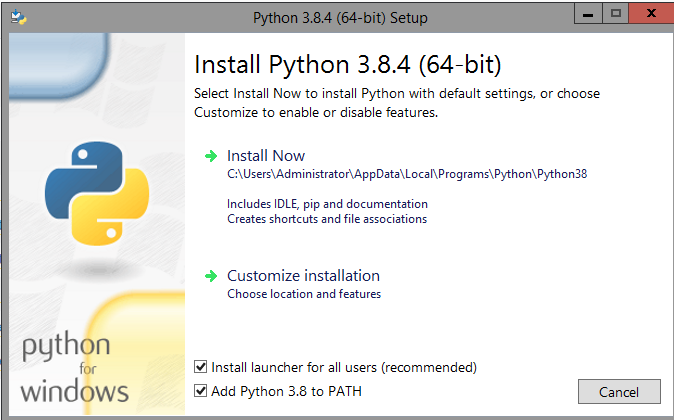 Python 3.8.4 (64-bit) Setup
Install Python 3.8.4 (64-bit)
Select Install Now to install Python with default settings, or choose
Customize to enable or disable features.
Install Now
C:\Users\Administrator\AppData\Local\Programs\Python\Python38
Includes IDLE, pip and documentation
Creates shortcuts and file associations
Customize installation
Choose location and features
python
for
windows
Install launcher for all users (recommended)
Add Python 3.8 to PATH
Cancel